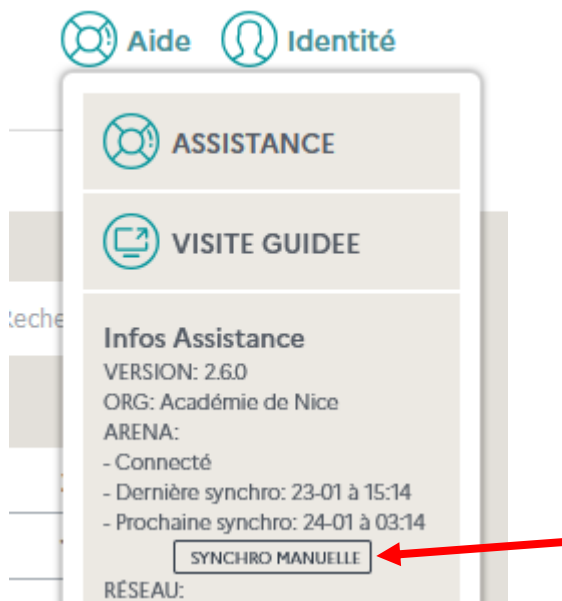 Aide Identité
ASSISTANCE
VISITE GUIDEE
Reche
Infos Assistance
VERSION: 2.6.0
ORG: Académie de Nice
ARENA:
- Connecté
- Dernière synchro: 23-01 à 15:14
- Prochaine synchro: 24-01 à 03:14
SYNCHRO MANUELLE
RÉSEAU: